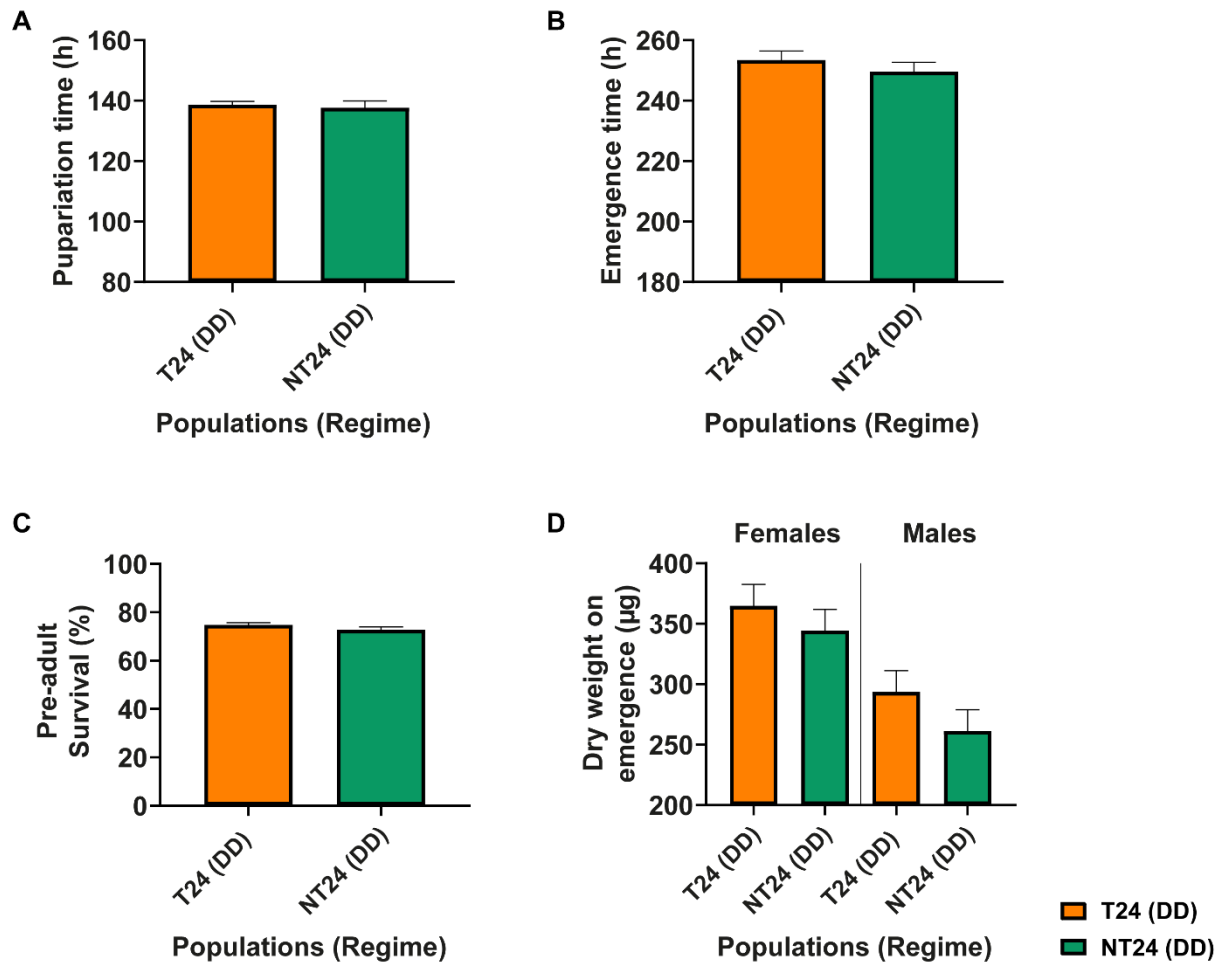 A
Pupariation time (h)
160
140
120
100
80
T24 (DD)
NT24 (DD)
Populations (Regime)
B
Emergence time (h)
260
240
220
200
180
T24 (DD)
NT24 (DD)
Populations (Regime)
C
Pre-adult
Survival (%)
100
80
60
40
20
0
T24 (DD)
NT24 (DD)
Populations (Regime)
D
Females
Males
Dry weight on
emergence (µg)
400
350
300
250
200
T24 (DD)
NT24 (DD)
T24 (DD)
NT24 (DD)
Populations (Regime)
T24 (DD)
NT24 (DD)